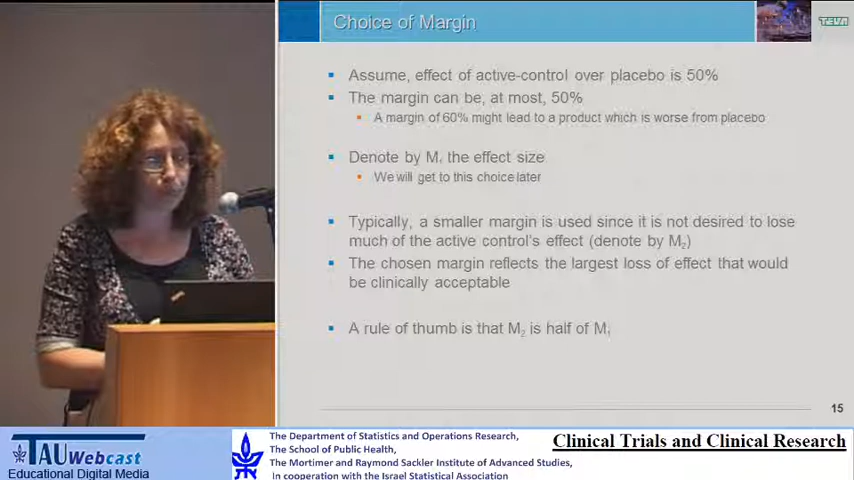 Choice of Margin
TEVA
Assume, effect of active-control over placebo is 50%
The margin can be, at most, 50%
A margin of 60% might lead to a product which is worse from placebo
Denote by M₁ the effect size
We will get to this choice later
Typically, a smaller margin is used since it is not desired to lose
much of the active control's effect (denote by M₂)
The chosen margin reflects the largest loss of effect that would
be clinically acceptable
A rule of thumb is that M₂ is half of M₁
15
TAU Webcast
Educational Digital Media
The Department of Statistics and Operations Research,
The School of Public Health,
The Mortimer and Raymond Sackler Institute of Advanced Studies,
in cooperation with the Israel Statistical Association
Clinical Trials and Clinical Research